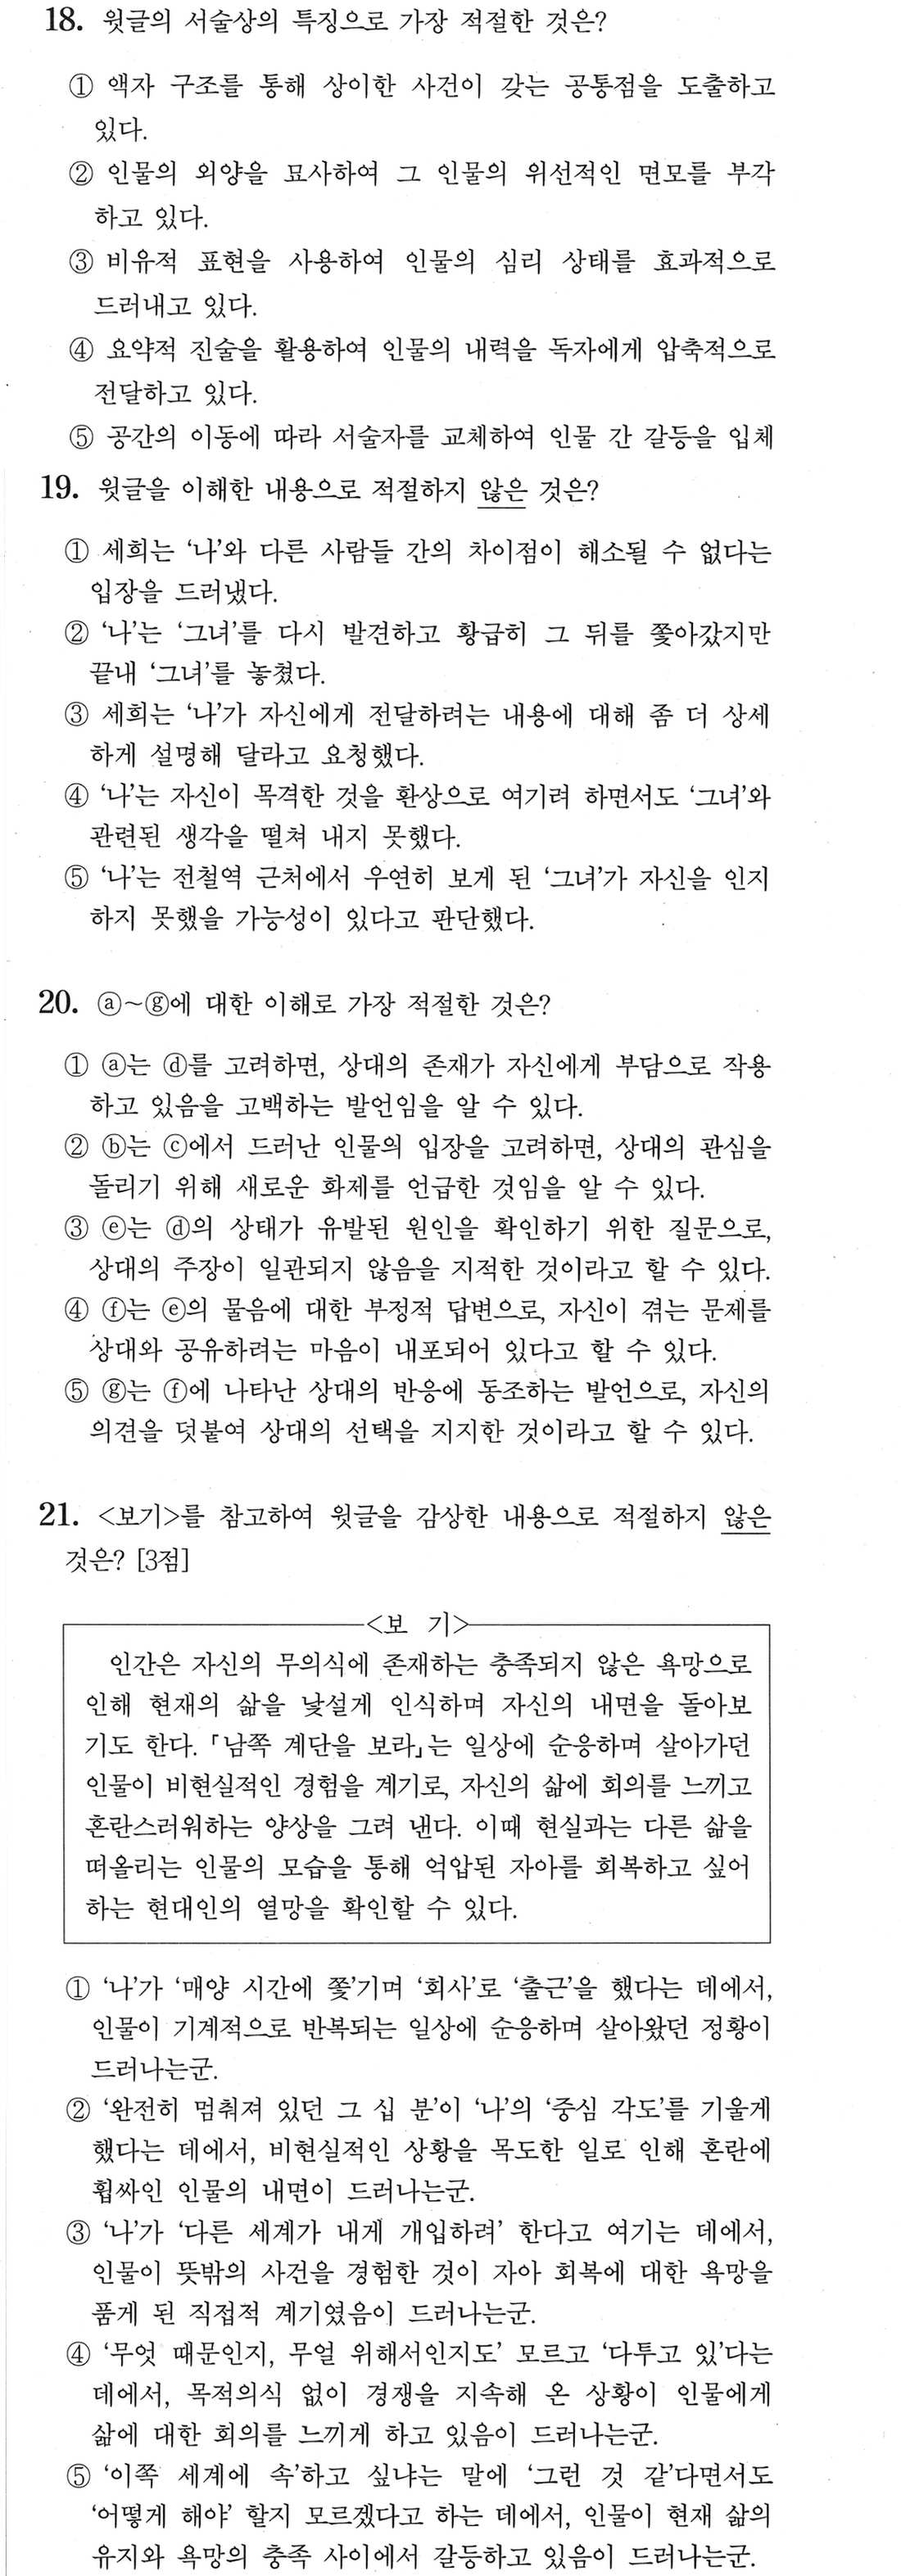 18. 윗글의 서술상의 특징으로 가장 적절한 것은?
① 액자 구조를 통해 상이한 사건이 갖는 공통점을 도출하고
있다.
② 인물의 외양을 묘사하여 그 인물의 위선적인 면모를 부각
하고 있다.
③ 비유적 표현을 사용하여 인물의 심리 상태를 효과적으로
드러내고 있다.
④ 요약적 진술을 활용하여 인물의 내력을 독자에게 압축적으로
전달하고 있다.
⑤ 공간의 이동에 따라 서술자를 교체하여 인물 간 갈등을 입체
19. 윗글을 이해한 내용으로 적절하지 않은 것은?
① 세희는 ‘나’와 다른 사람들 간의 차이점이 해소될 수 없다는
입장을 드러냈다.
② ‘나’는 ‘그녀’를 다시 발견하고 황급히 그 뒤를 쫓아갔지만
끝내 ‘그녀’를 놓쳤다.
③ 세희는 ‘나’가 자신에게 전달하려는 내용에 대해 좀 더 상세
하게 설명해 달라고 요청했다.
④ ‘나’는 자신이 목격한 것을 환상으로 여기려 하면서도 ‘그녀’와
관련된 생각을 떨쳐 내지 못했다.
⑤ ‘나’는 전철역 근처에서 우연히 보게 된 ‘그녀’가 자신을 인지
하지 못했을 가능성이 있다고 판단했다.
20. ⓐ~ⓖ에 대한 이해로 가장 적절한 것은?
① ⓐ는 ⓓ를 고려하면, 상대의 존재가 자신에게 부담으로 작용
하고 있음을 고백하는 발언임을 알 수 있다.
② ⓑ는 ⓒ에서 드러난 인물의 입장을 고려하면, 상대의 관심을
돌리기 위해 새로운 화제를 언급한 것임을 알 수 있다.
③ ⓔ는 ⓓ의 상태가 유발된 원인을 확인하기 위한 질문으로,
상대의 주장이 일관되지 않음을 지적한 것이라고 할 수 있다.
④ ⓕ는 ⓔ의 물음에 대한 부정적 답변으로, 자신이 겪는 문제를
상대와 공유하려는 마음이 내포되어 있다고 할 수 있다.
⑤ ⓖ는 ⓕ에 나타난 상대의 반응에 동조하는 발언으로, 자신의
의견을 덧붙여 상대의 선택을 지지한 것이라고 할 수 있다.
21. <보기>를 참고하여 윗글을 감상한 내용으로 적절하지 않은
것은? [3점]
<보 기>
인간은 자신의 무의식에 존재하는 충족되지 않은 욕망으로
인해 현재의 삶을 낯설게 인식하며 자신의 내면을 돌아보
기도 한다. 「남쪽 계단을 보라」는 일상에 순응하며 살아가던
인물이 비현실적인 경험을 계기로, 자신의 삶에 회의를 느끼고
혼란스러워하는 양상을 그려 낸다. 이때 현실과는 다른 삶을
떠올리는 인물의 모습을 통해 억압된 자아를 회복하고 싶어
하는 현대인의 열망을 확인할 수 있다.
① ‘나’가 ‘매양 시간에 쫓’기며 ‘회사’로 ‘출근’을 했다는 데에서,
인물이 기계적으로 반복되는 일상에 순응하며 살아왔던 정황이
드러나는군.
② ‘완전히 멈춰져 있던 그 십 분’이 ‘나’의 ‘중심 각도’를 기울게
했다는 데에서, 비현실적인 상황을 목도한 일로 인해 혼란에
휩싸인 인물의 내면이 드러나는군.
③ ‘나’가 ‘다른 세계가 내게 개입하려’ 한다고 여기는 데에서,
인물이 뜻밖의 사건을 경험한 것이 자아 회복에 대한 욕망을
품게 된 직접적 계기였음이 드러나는군.
④ ‘무엇 때문인지, 무얼 위해서인지도’ 모르고 ‘다투고 있’다는
데에서, 목적의식 없이 경쟁을 지속해 온 상황이 인물에게
삶에 대한 회의를 느끼게 하고 있음이 드러나는군.
⑤ ‘이쪽 세계에 속’하고 싶냐는 말에 ‘그런 것 같’다면서도
‘어떻게 해야’ 할지 모르겠다고 하는 데에서, 인물이 현재 삶의
유지와 욕망의 충족 사이에서 갈등하고 있음이 드러나는군.